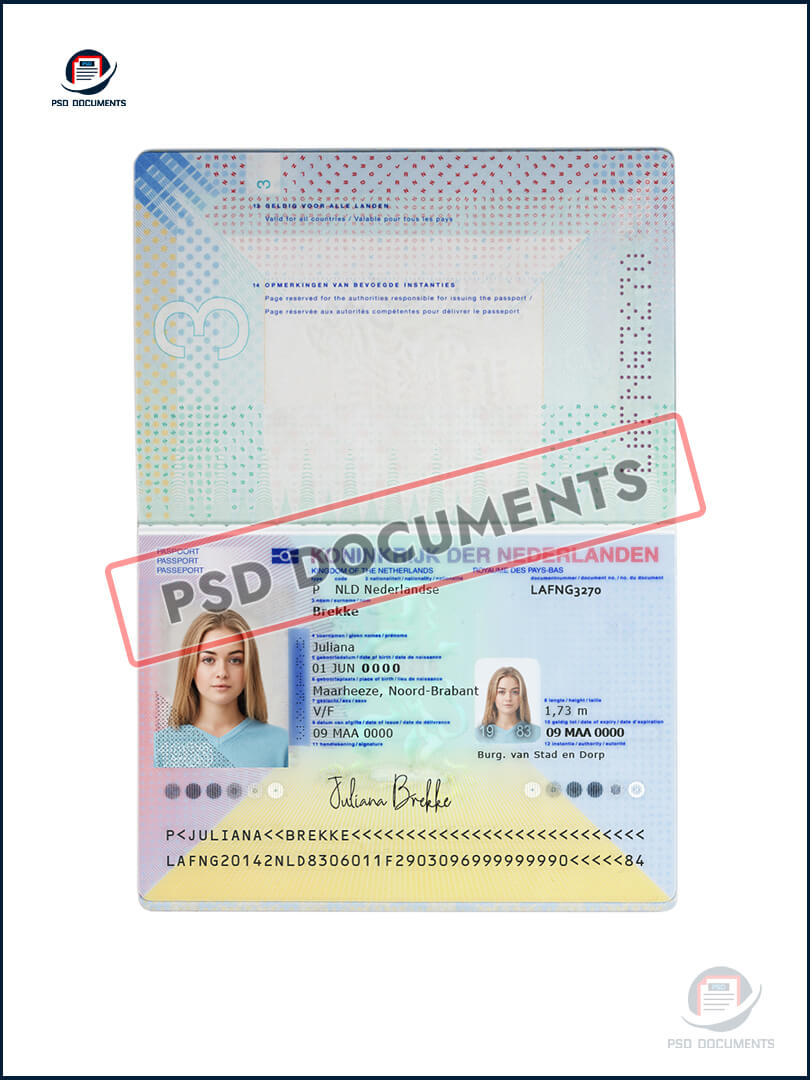 PSD
PSD DOCUMENTS
3
13 GELDIG VOOR ALLE LANDEN
Valid for all countries / Valable pour tous les pays
14 OPMERKINGEN VAN BEVOEGDE INSTANTIES
Page reserved for the authorities responsible for issuing the passport /
Page réservée aux autorités compétentes pour délivrer le passeport
3
PSD DOCUMENTS
PASPOORT
PASSPORT
PASSEPORT
KONINKRIJK DER NEDERLANDEN
KINGDOM OF THE NETHERLANDS ROYAUME DES PAYS-BAS
type code 2 nationaliteit / nationality / nationalité documentnummer / document no. / no. du document
P NLD Nederlandse LAFNG3270
Brekke
4 voornamen / given names / prénoms
Juliana
5 geboortedatum / date of birth / date de naissance
01 JUN 0000
6 geboorteplaats / place of birth / lieu de naissance
Maarheeze, Noord-Brabant
7 geslacht / sex / sexe 8 lengte / height / taille
V/F 1,73 m
9 datum van afgifte / date of issue / date de délivrance 10 geldig tot / date of expiry / date d'expiration
09 MAA 0000 09 MAA 0000
11 handtekening / signature 12 instantie / authority / autorité
19 83
Burg. van Stad en Dorp
Juliana Brekke
P<JULIANA<<BREKKE<<<<<<<<<<<<<<<<<<<<<<<<<<<
LAFNG20142NLD8306011F2903096999999990<<<<<84
PSD
PSD DOCUMENTS